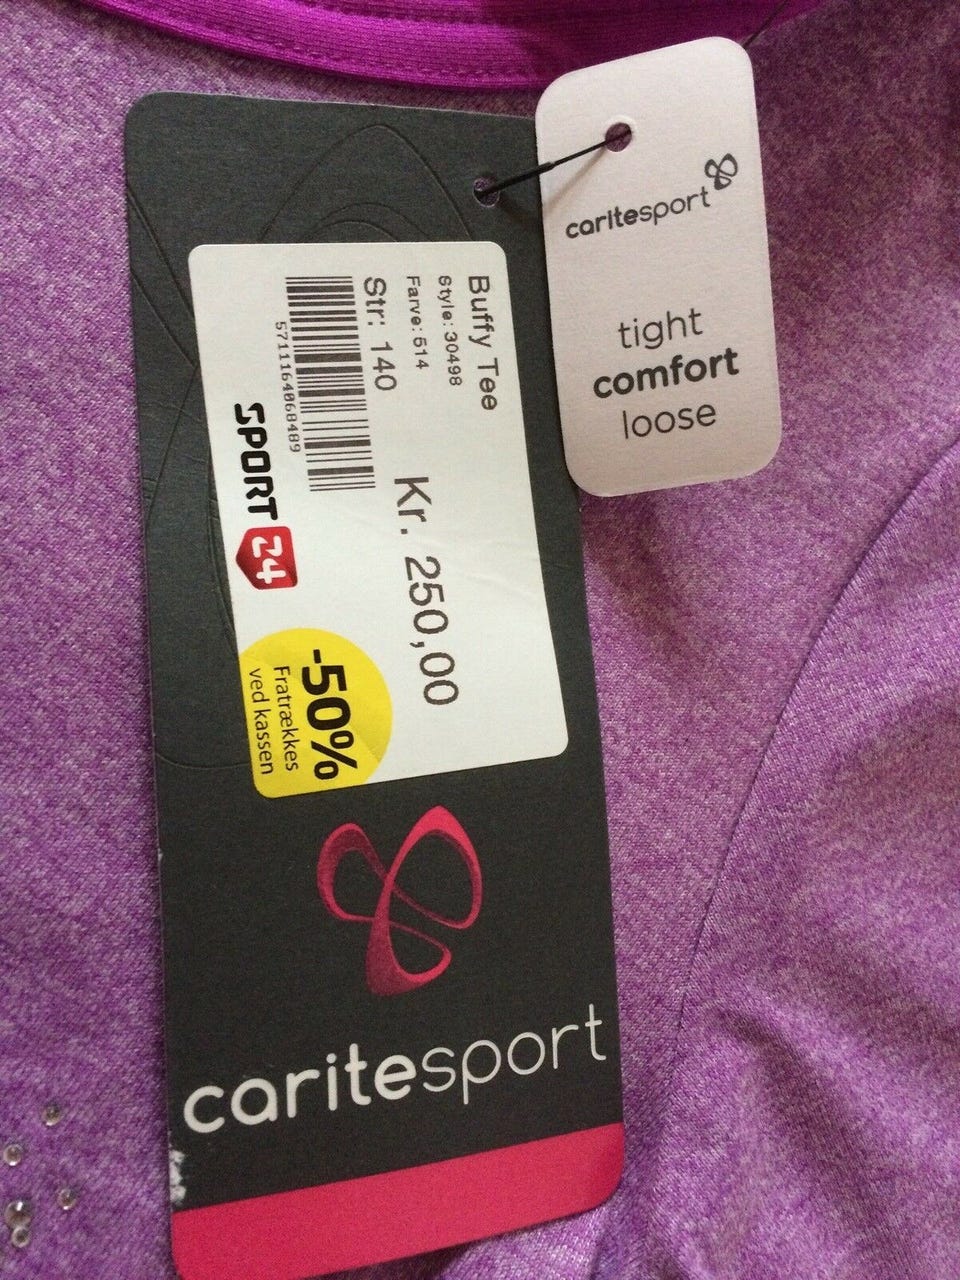 Buffy Tee
Style: 30498
Farve: 514
Str: 140
Kr. 250,00
5711164068489
SPORT 24
-50%
Fratrækkes
ved kassen
caritesport
caritesport
tight
comfort
loose